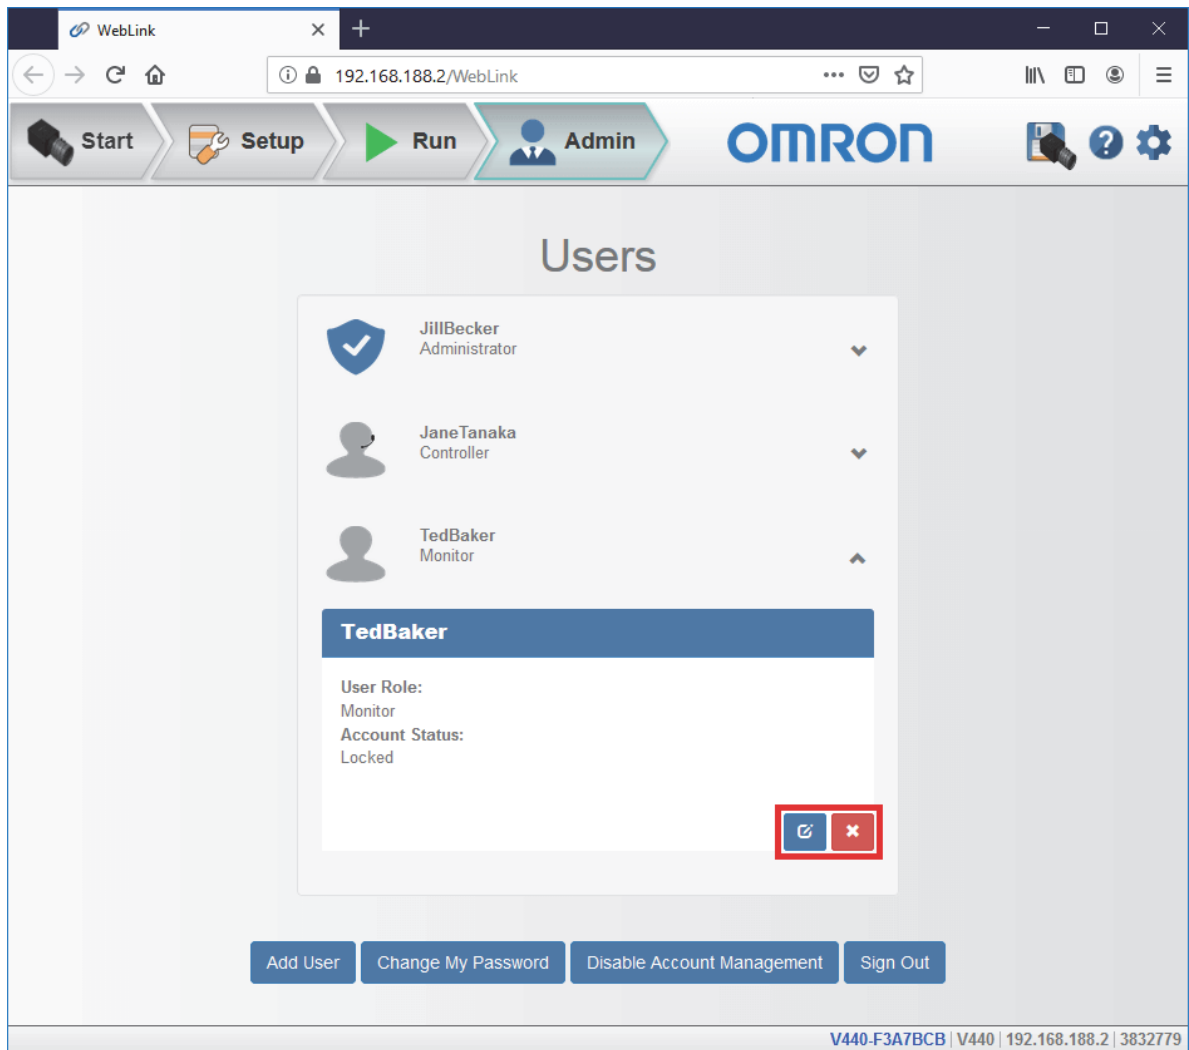 WebLink
192.168.188.2/WebLink
Start
Setup
Run
Admin
OMRON
?
Users
JillBecker
Administrator
JaneTanaka
Controller
TedBaker
Monitor
TedBaker
User Role:
Monitor
Account Status:
Locked
Add User
Change My Password
Disable Account Management
Sign Out
V440-F3A7BCB | V440 | 192.168.188.2 | 3832779